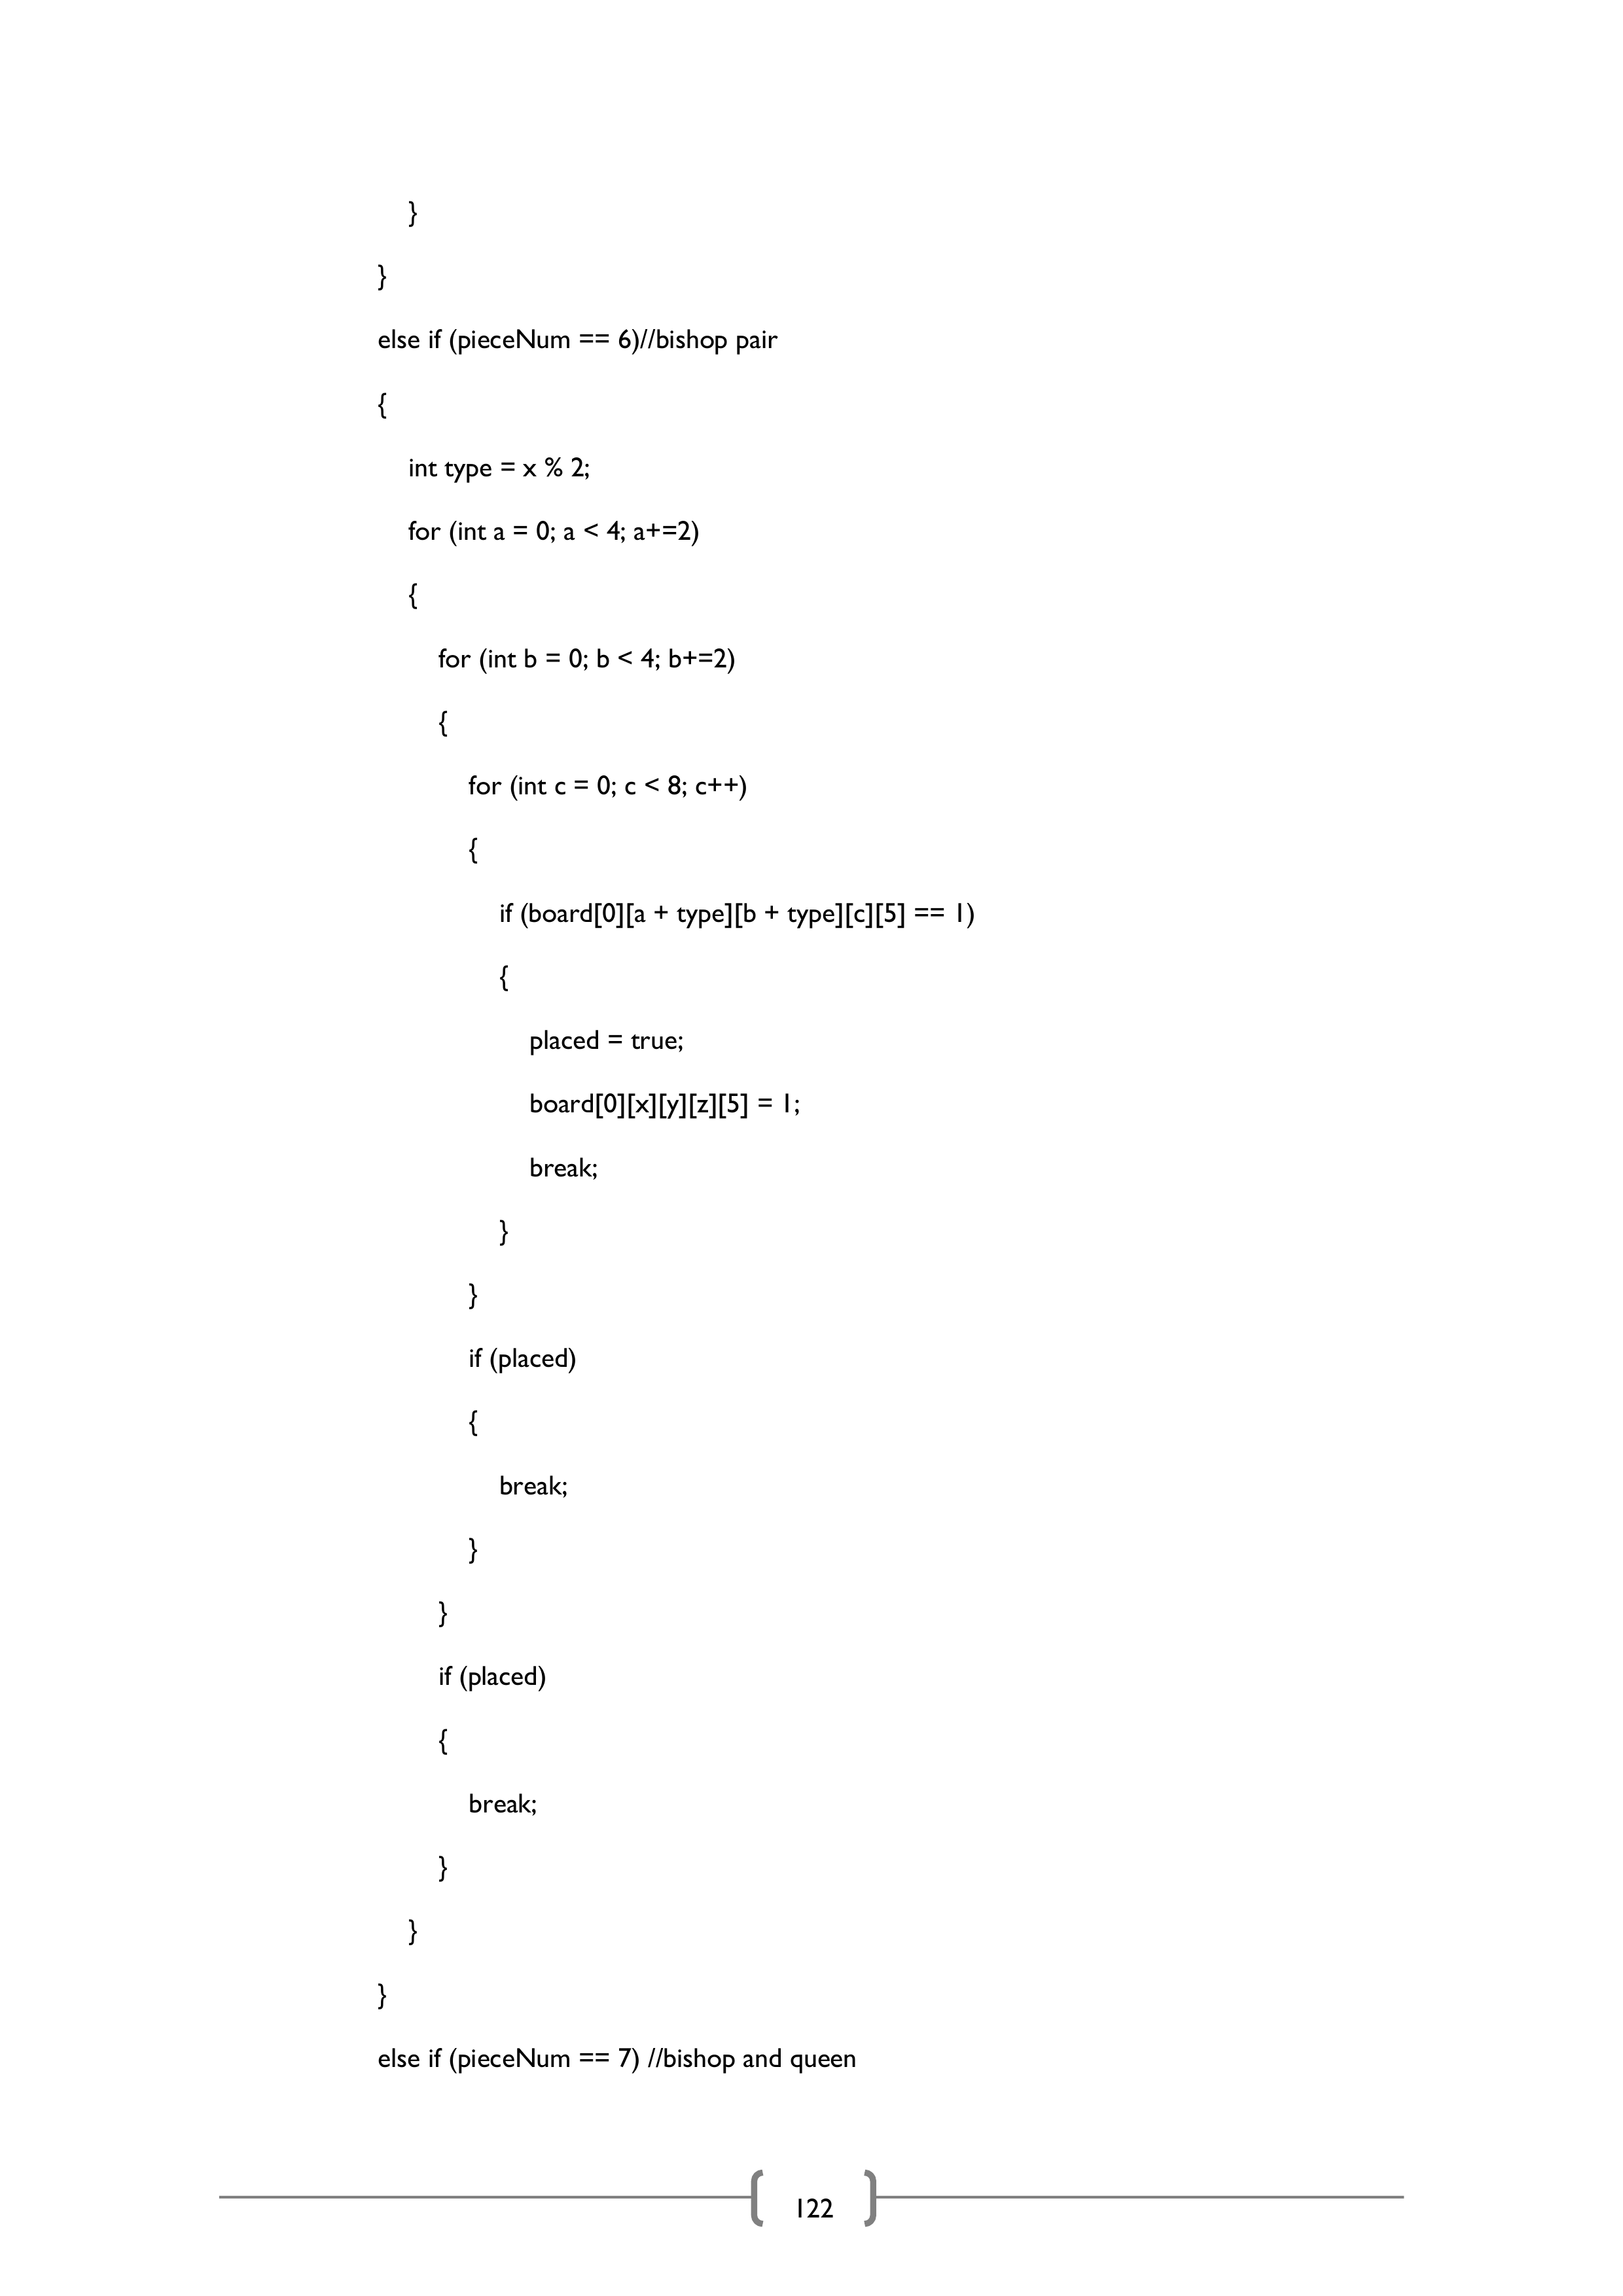 }
}
else if (pieceNum == 6)//bishop pair
{
int type = x % 2;
for (int a = 0; a < 4; a+=2)
{
for (int b = 0; b < 4; b+=2)
{
for (int c = 0; c < 8; c++)
{
if (board[0][a + type][b + type][c][5] == 1)
{
placed = true;
board[0][x][y][z][5] = 1;
break;
}
}
if (placed)
{
break;
}
}
if (placed)
{
break;
}
}
}
else if (pieceNum == 7) //bishop and queen
122